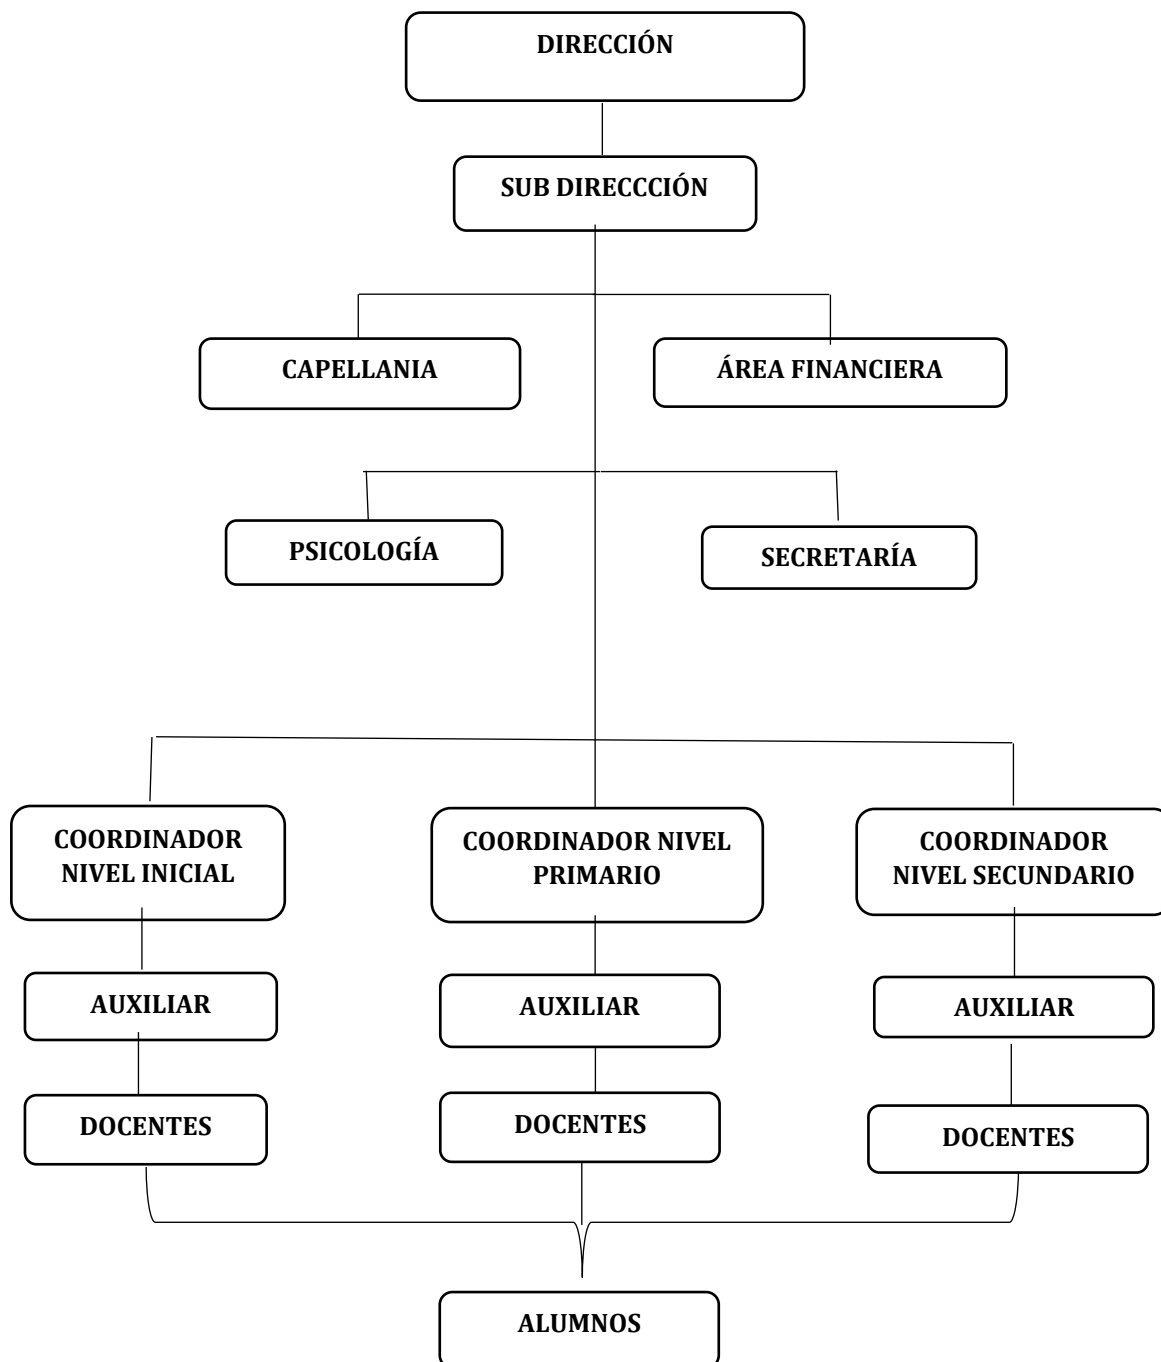 DIRECCIÓN
SUB DIRECCCIÓN
CAPELLANIA
ÁREA FINANCIERA
PSICOLOGÍA
SECRETARÍA
COORDINADOR
NIVEL INICIAL
COORDINADOR NIVEL
PRIMARIO
COORDINADOR
NIVEL SECUNDARIO
AUXILIAR
AUXILIAR
AUXILIAR
DOCENTES
DOCENTES
DOCENTES
ALUMNOS